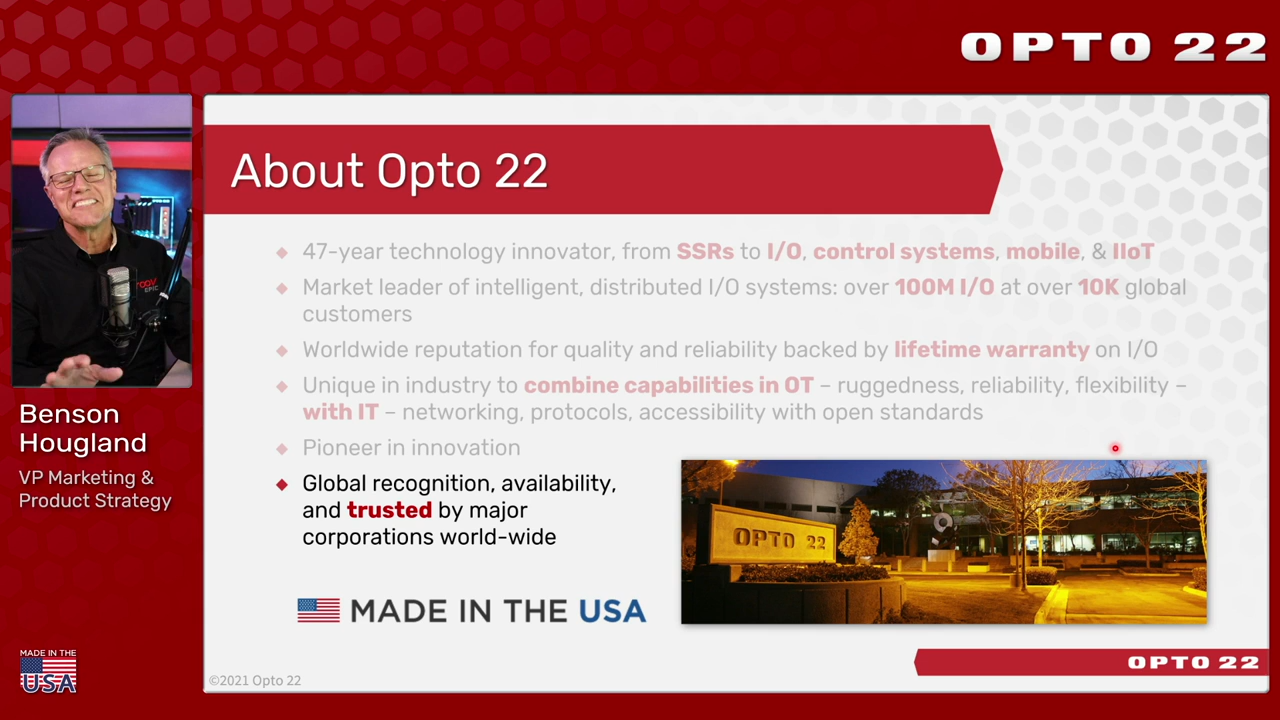 OPTO 22
About Opto 22
47-year technology innovator, from SSRs to I/O, control systems, mobile, & IIoT
Market leader of intelligent, distributed I/O systems: over 100M I/O at over 10K global
customers
Worldwide reputation for quality and reliability backed by lifetime warranty on I/O
Unique in industry to combine capabilities in OT – ruggedness, reliability, flexibility –
with IT – networking, protocols, accessibility with open standards
Pioneer in innovation
Global recognition, availability,
and trusted by major
corporations world-wide
OPTO 22
MADE IN THE USA
OPTO 22
©2021 Opto 22
EPIC
Benson
Hougland
VP Marketing &
Product Strategy
MADE IN THE
USA